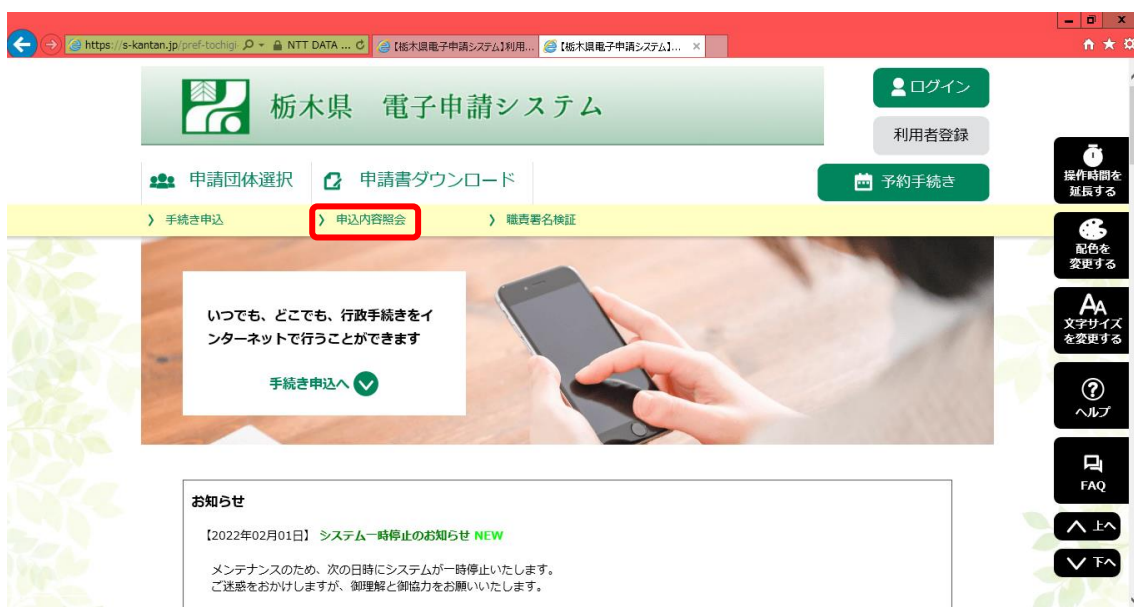 https://s-kantan.jp/pref-tochigi
NTT DATA ...
【栃木県電子申請システム】利用...
【栃木県電子申請システム】...
栃木県 電子申請システム
ログイン
利用者登録
申請団体選択
申請書ダウンロード
予約手続き
手続き申込
申込内容照会
職責署名検証
操作時間を
延長する
配色を
変更する
AA
文字サイズ
を変更する
ヘルプ
FAQ
上へ
下へ
いつでも、どこでも、行政手続きをイ
ンターネットで行うことができます
手続き申込へ
お知らせ
【2022年02月01日】 システム一時停止のお知らせ NEW
メンテナンスのため、次の日時にシステムが一時停止いたします。
ご迷惑をおかけしますが、御理解と御協力をお願いいたします。